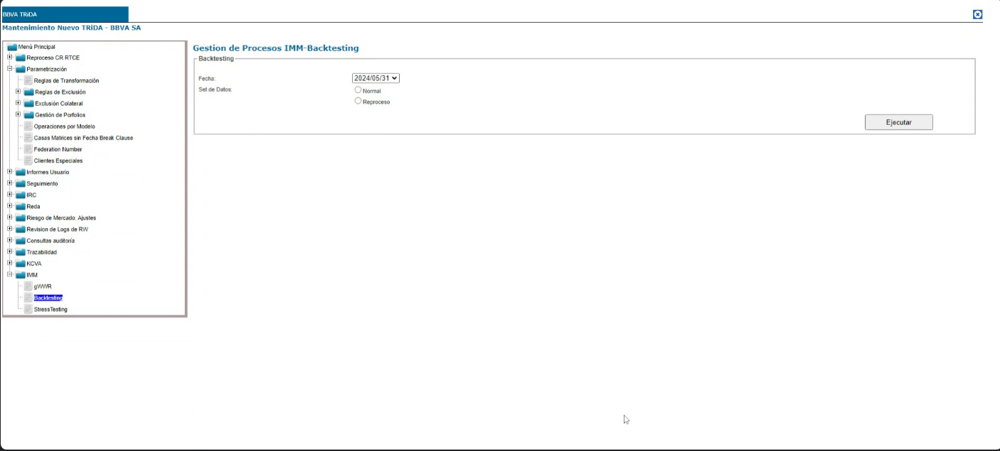 BBVA TRiDA
Mantenimiento Nuevo TRiDA - BBVA SA
Menú Principal
Reproceso CR RTCE
Parametrización
Reglas de Transformación
Reglas de Exclusión
Exclusión Colateral
Gestión de Porfolios
Operaciones por Modelo
Casas Matrices sin Fecha Break Clause
Federation Number
Clientes Especiales
Informes Usuario
Seguimiento
IRC
Reda
Riesgo de Mercado: Ajustes
Revision de Logs de RW
Consultas auditoría
Trazabilidad
KCVA
IMM
gWWR
Backtesting
StressTesting
Gestion de Procesos IMM-Backtesting
Backtesting
Fecha: 2024/05/31
Set de Datos: Normal
Reproceso
Ejecutar